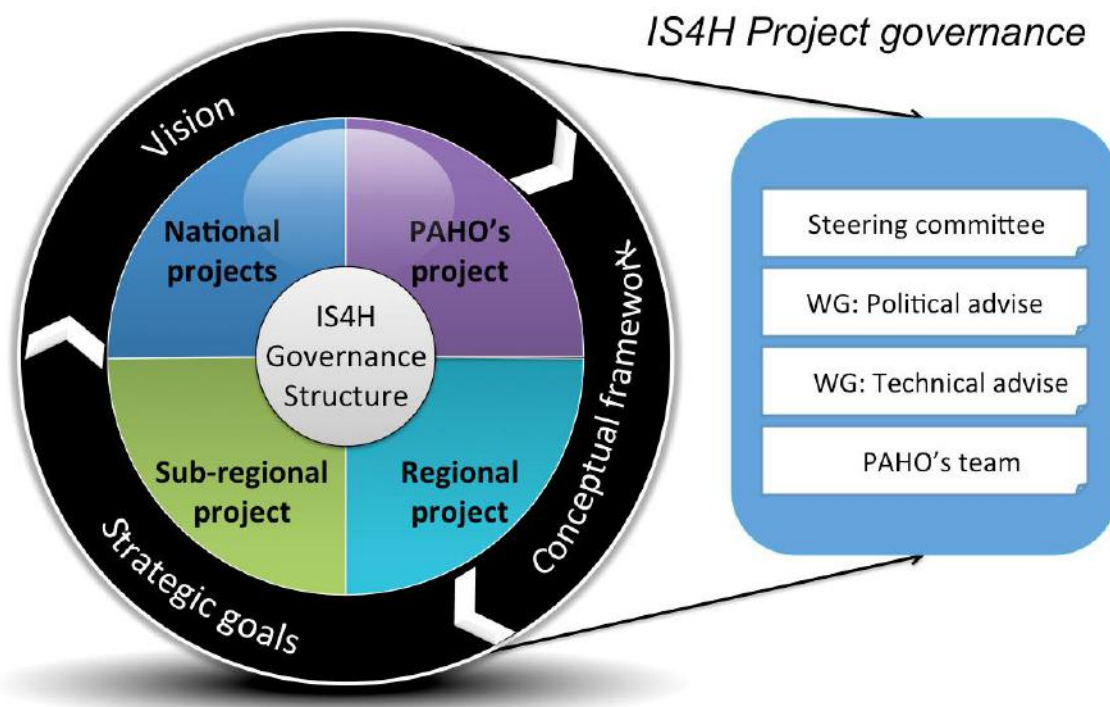 IS4H Project governance
Vision
National
projects
PAHO's
project
IS4H
Governance
Structure
Sub-regional
project
Regional
project
Strategic goals
Conceptual framework
Steering committee
WG: Political advise
WG: Technical advise
PAHO's team